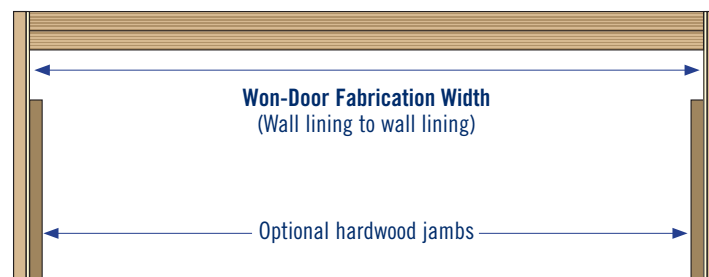 Won-Door Fabrication Width
(Wall lining to wall lining)
Optional hardwood jambs